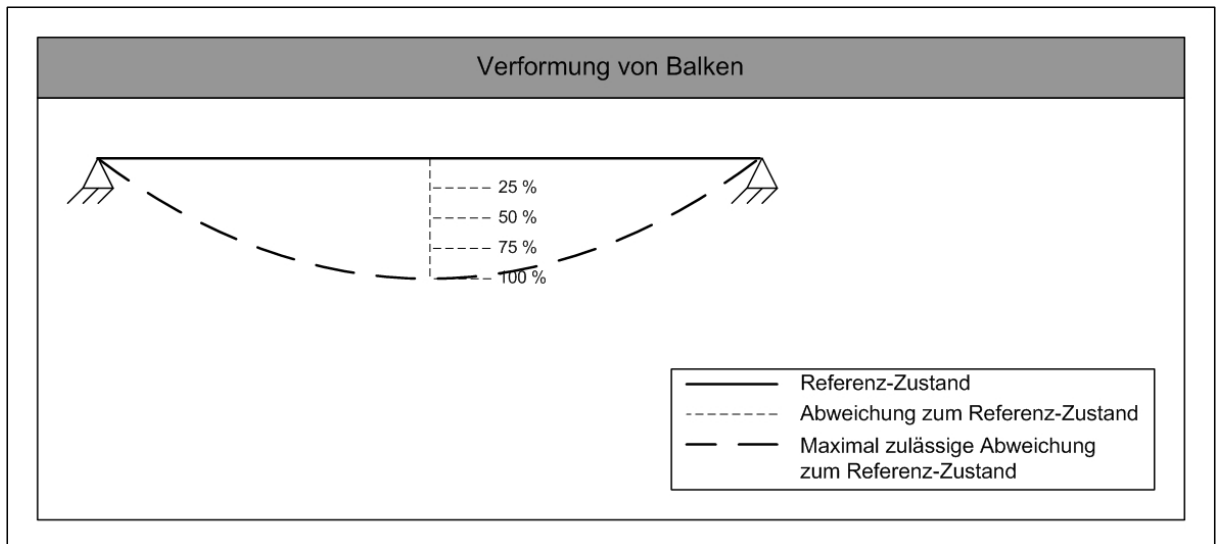 Verformung von Balken
25 %
50 %
75 %
100 %
Referenz-Zustand
Abweichung zum Referenz-Zustand
Maximal zulässige Abweichung
zum Referenz-Zustand